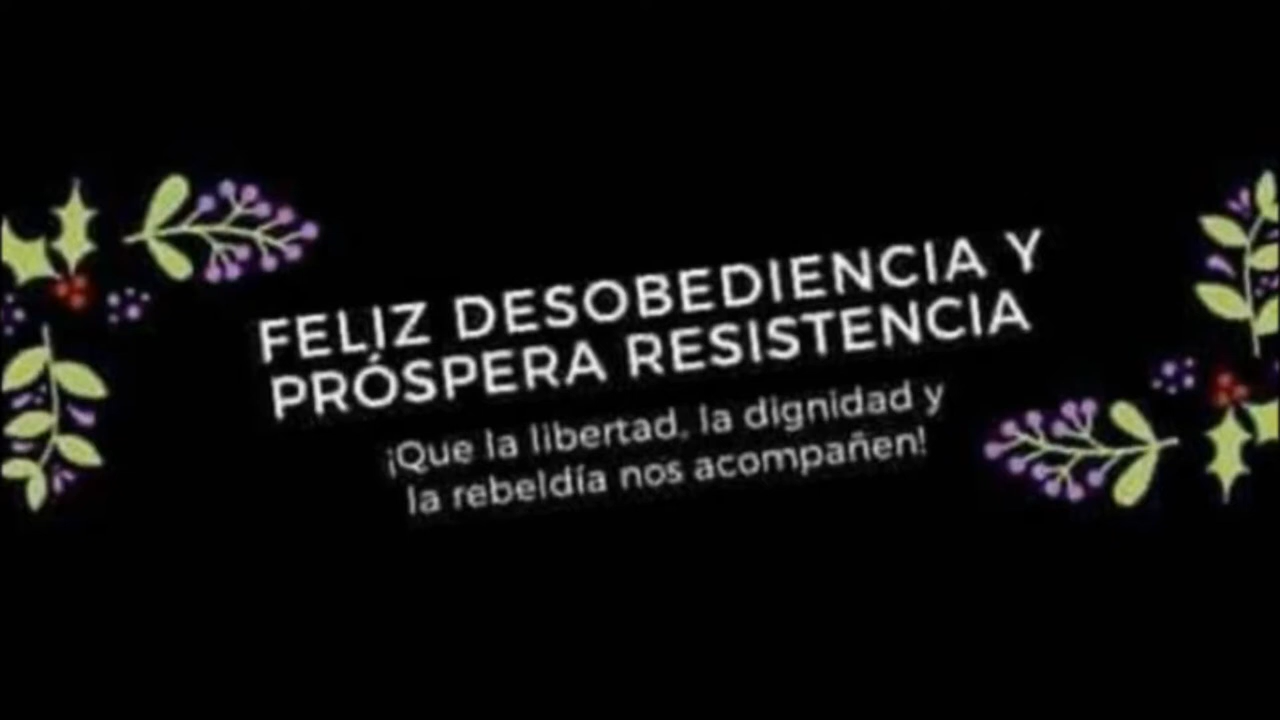 FELIZ DESOBEDIENCIA Y
PRÓSPERA RESISTENCIA
¡Que la libertad, la dignidad y
la rebeldía nos acompañen!